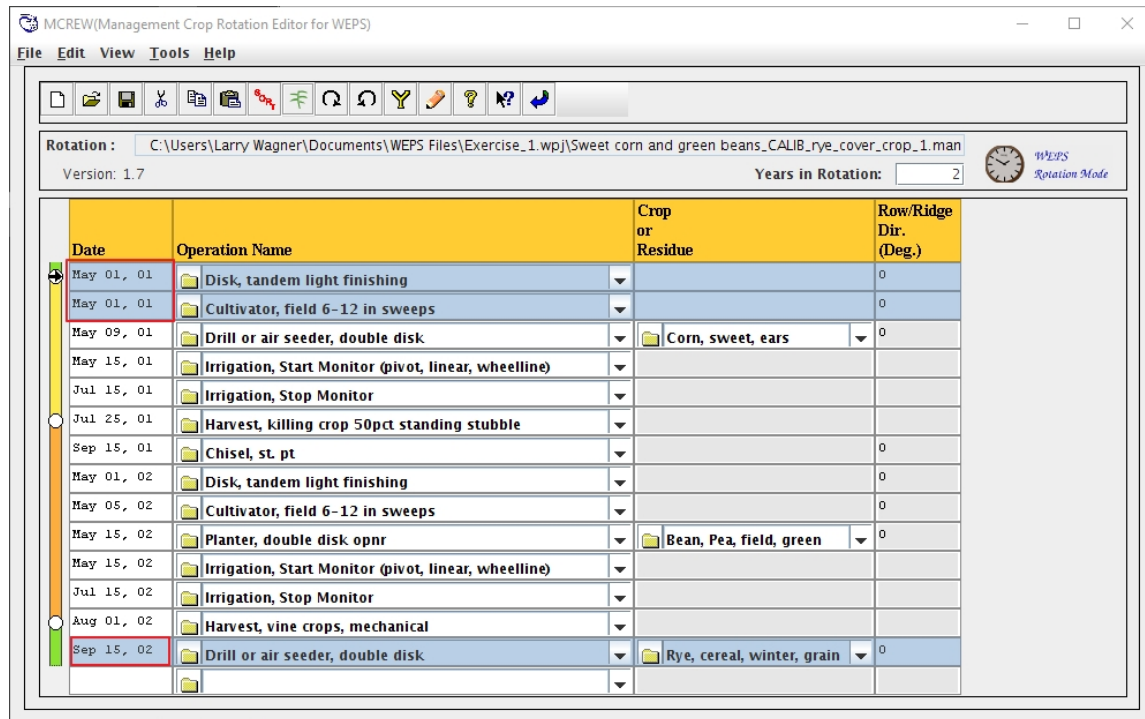 MCREW(Management Crop Rotation Editor for WEPS)
File Edit View Tools Help
SORT
Rotation : C:\Users\Larry Wagner\Documents\WEPS Files\Exercise_1.wpj\Sweet corn and green beans_CALIB_rye_cover_crop_1.man
Version: 1.7 Years in Rotation: 2
WEPS
Rotation Mode
Date Operation Name Crop or Residue Row/Ridge Dir. (Deg.)
May 01, 01 Disk, tandem light finishing 0
May 01, 01 Cultivator, field 6-12 in sweeps 0
May 09, 01 Drill or air seeder, double disk Corn, sweet, ears 0
May 15, 01 Irrigation, Start Monitor (pivot, linear, wheelline)
Jul 15, 01 Irrigation, Stop Monitor
Jul 25, 01 Harvest, killing crop 50pct standing stubble
Sep 15, 01 Chisel, st. pt 0
May 01, 02 Disk, tandem light finishing 0
May 05, 02 Cultivator, field 6-12 in sweeps 0
May 15, 02 Planter, double disk opnr Bean, Pea, field, green 0
May 15, 02 Irrigation, Start Monitor (pivot, linear, wheelline)
Jul 15, 02 Irrigation, Stop Monitor
Aug 01, 02 Harvest, vine crops, mechanical
Sep 15, 02 Drill or air seeder, double disk Rye, cereal, winter, grain 0